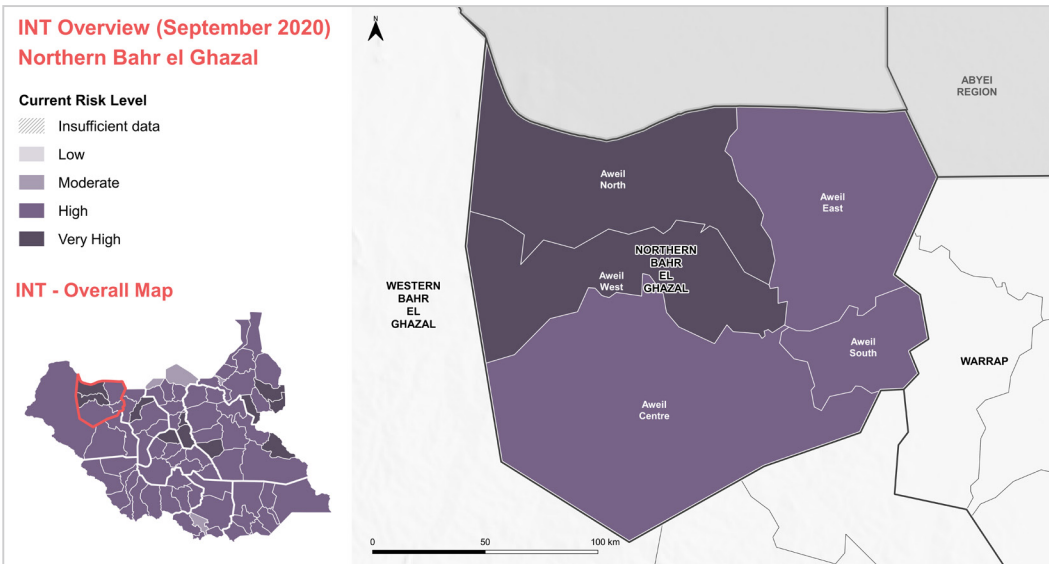 INT Overview (September 2020)
Northern Bahr el Ghazal
Current Risk Level
Insufficient data
Low
Moderate
High
Very High
INT - Overall Map
N
ABYEI
REGION
Aweil
North
Aweil
East
NORTHERN
BAHR
EL
GHAZAL
Aweil
West
WESTERN
BAHR
EL
GHAZAL
Aweil
South
WARRAP
Aweil
Centre
0 50 100 km